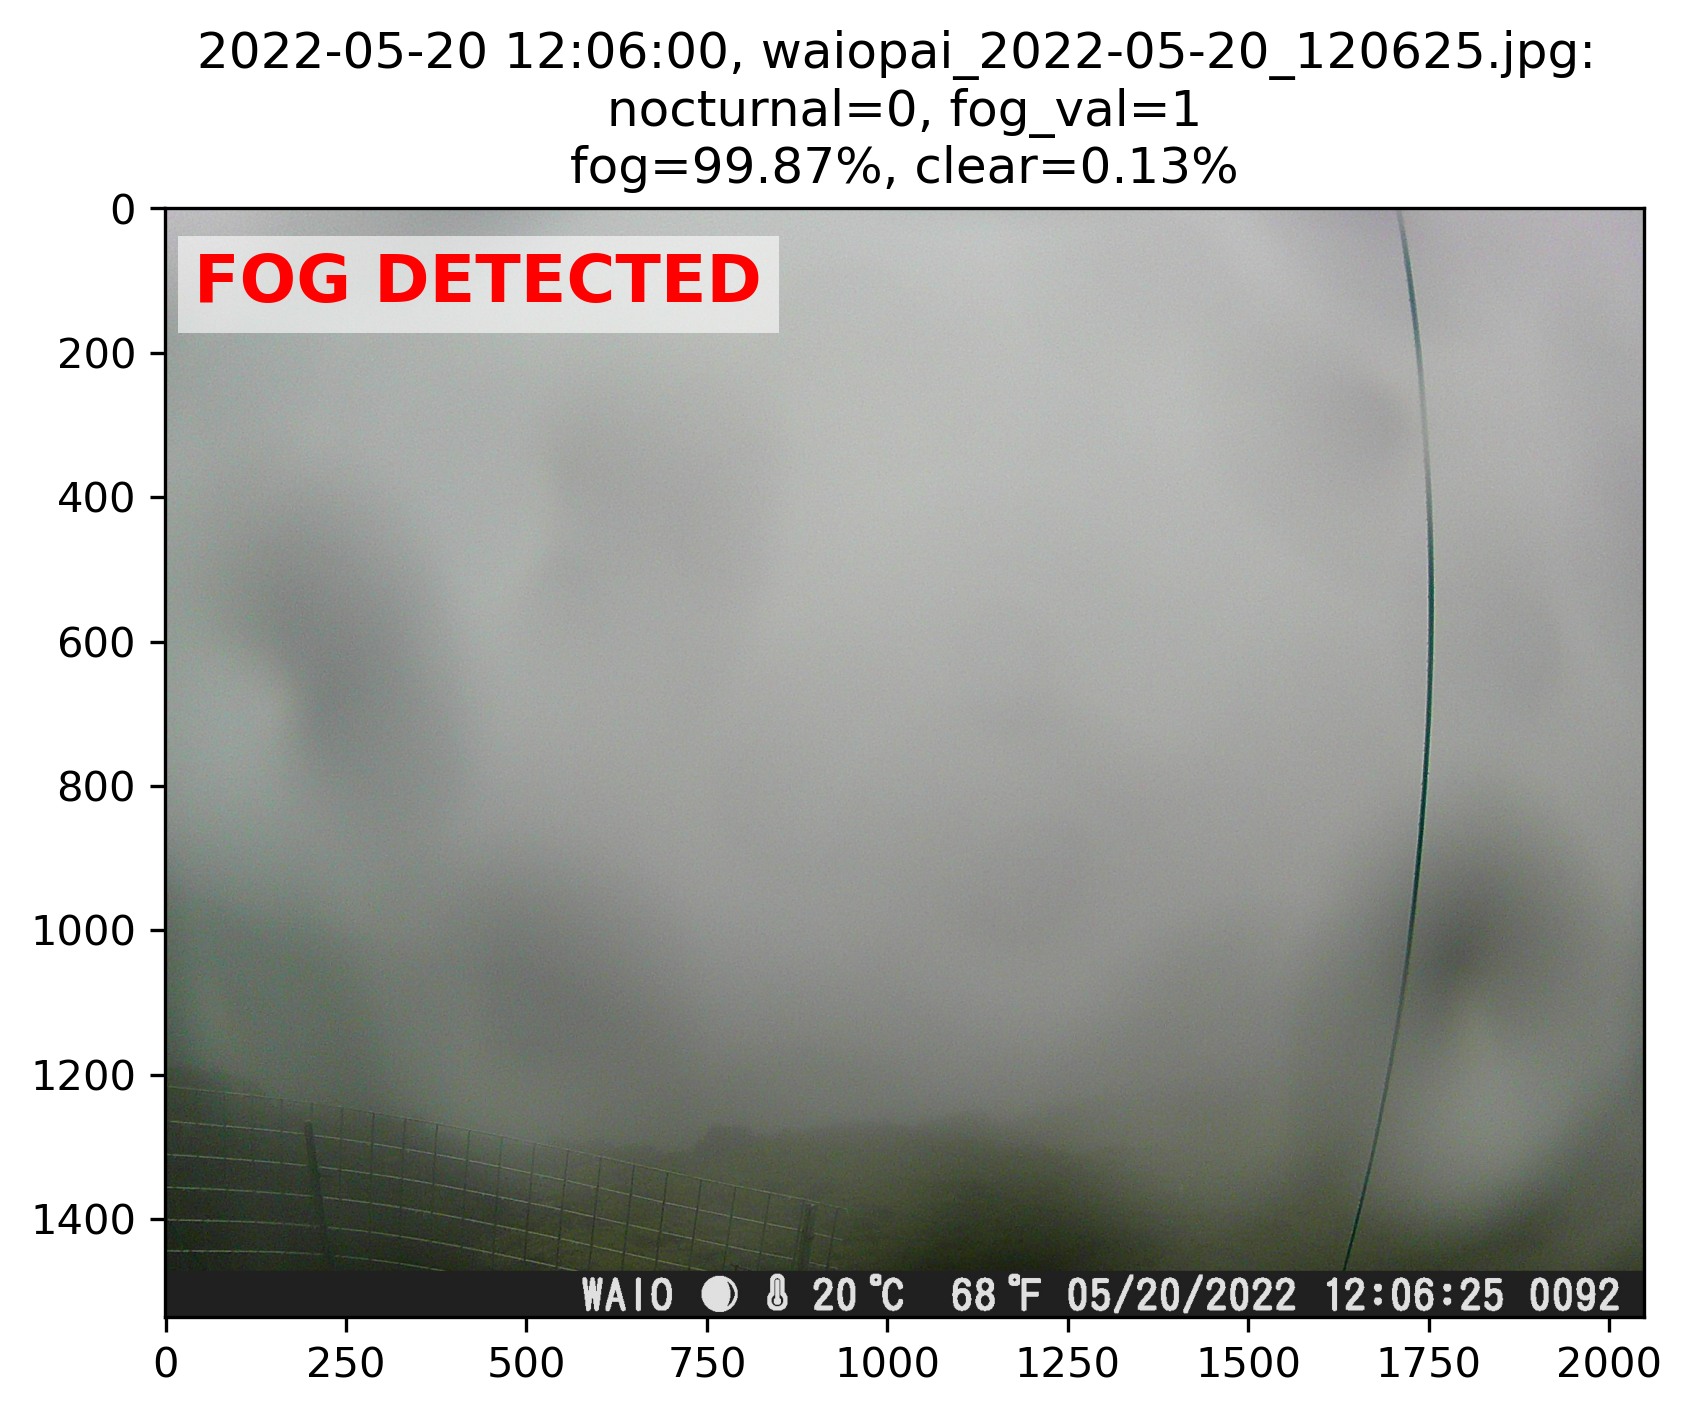 2022-05-20 12:06:00, waiopai_2022-05-20_120625.jpg:
nocturnal=0, fog_val=1
fog=99.87%, clear=0.13%
FOG DETECTED
0
200
400
600
800
1000
1200
1400
WAIO 20°C 68°F 05/20/2022 12:06:25 0092
0 250 500 750 1000 1250 1500 1750 2000